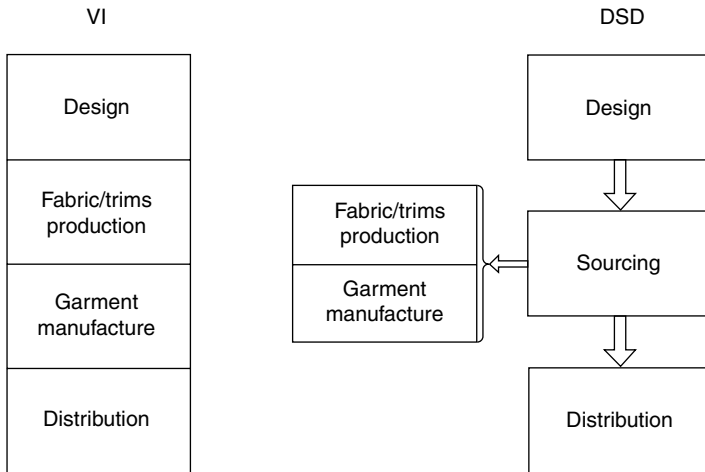 VI
Design
Fabric/trims
production
Garment
manufacture
Distribution
DSD
Design
Fabric/trims
production
Garment
manufacture
Sourcing
Distribution